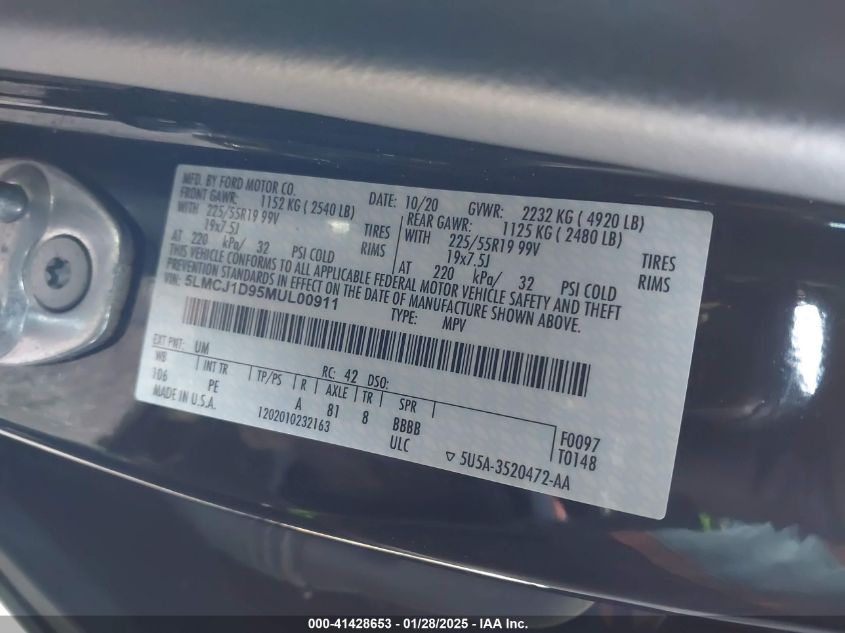 MFD. BY FORD MOTOR CO. DATE: 10/20 GVWR: 2232 KG ( 4920 LB)
FRONT GAWR: 1152 KG ( 2540 LB) REAR GAWR: 1125 KG ( 2480 LB)
WITH 225/55R19 99V TIRES WITH 225/55R19 99V TIRES
19x7.5J RIMS 19x7.5J RIMS
AT 220 kPa/ 32 PSI COLD AT 220 kPa/ 32 PSI COLD
THIS VEHICLE CONFORMS TO ALL APPLICABLE FEDERAL MOTOR VEHICLE SAFETY AND THEFT
PREVENTION STANDARDS IN EFFECT ON THE DATE OF MANUFACTURE SHOWN ABOVE.
VIN: 5LMCJ1D95MUL00911 TYPE: MPV
EXT PNT: UM RC: 42 DSO:
WB INT TR TP/PS R AXLE TR SPR
106 PE A 81 8 BBBB F0097
MADE IN U.S.A. 1202010232163 ULC T0148
▽ 5U5A-3520472-AA
000-41428653 — 01/28/2025 — IAA Inc.